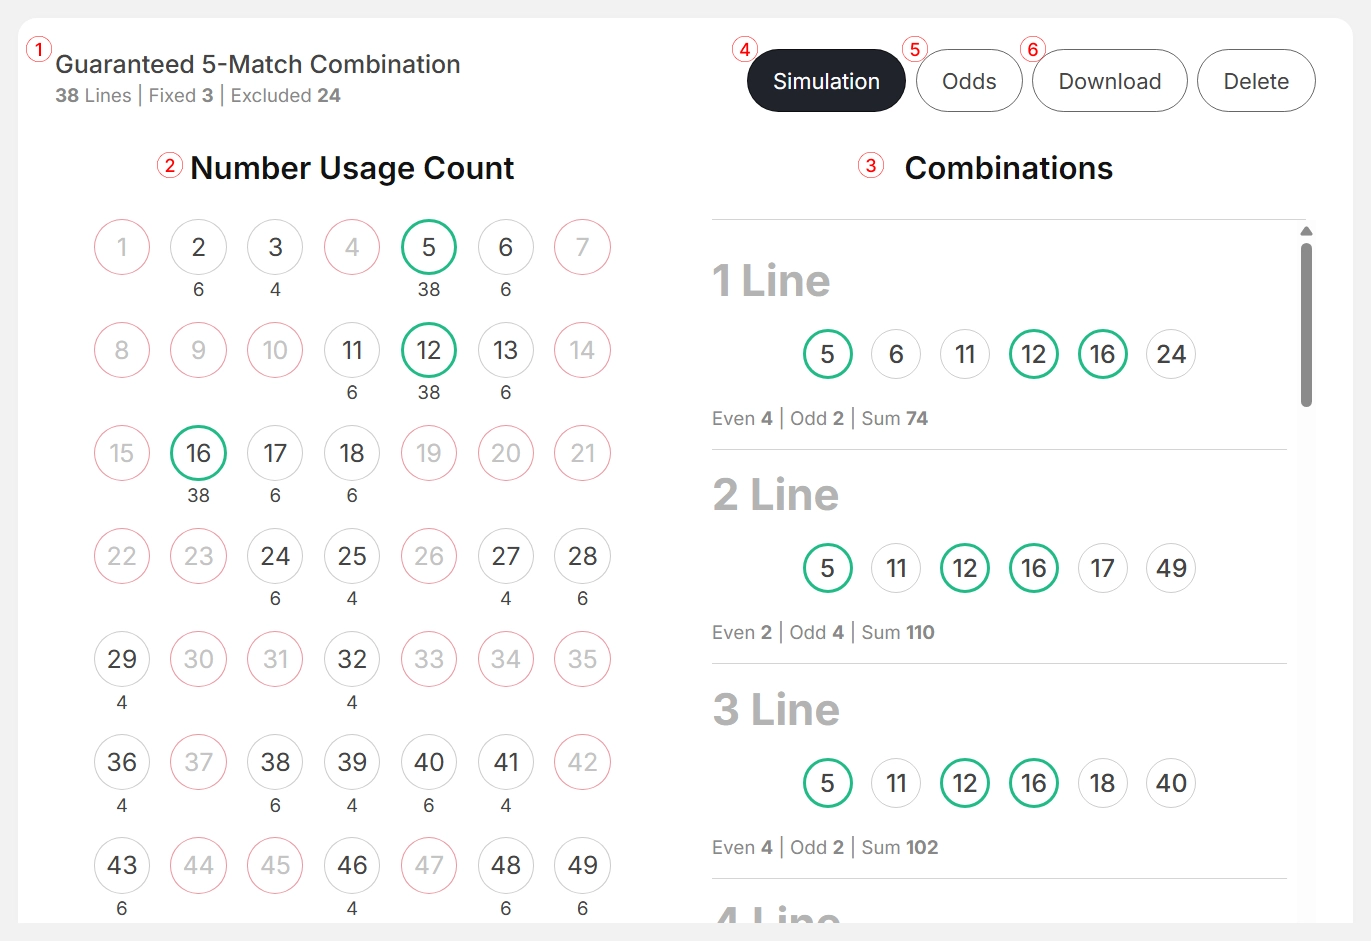 1
Guaranteed 5-Match Combination
38 Lines | Fixed 3 | Excluded 24
4
Simulation
5
Odds
6
Download
Delete
2 Number Usage Count
1 2 3 4 5 6 7
6 4 38 6
8 9 10 11 12 13 14
6 38 6
15 16 17 18 19 20 21
38 6 6
22 23 24 25 26 27 28
6 4 4 6
29 30 31 32 33 34 35
4 4
36 37 38 39 40 41 42
4 6 4 6 4
43 44 45 46 47 48 49
6 4 6 6
3 Combinations
1 Line
5 6 11 12 16 24
Even 4 | Odd 2 | Sum 74
2 Line
5 11 12 16 17 49
Even 2 | Odd 4 | Sum 110
3 Line
5 11 12 16 18 40
Even 4 | Odd 2 | Sum 102
4 Line